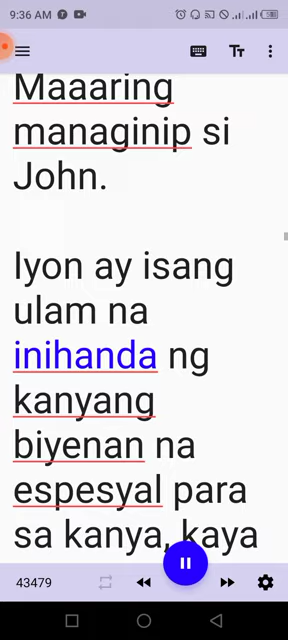 9:36 AM
Maaaring
managinip si
John.
Iyon ay isang
ulam na
inihanda ng
kanyang
biyenan na
espesyal para
sa kanya, kaya
43479